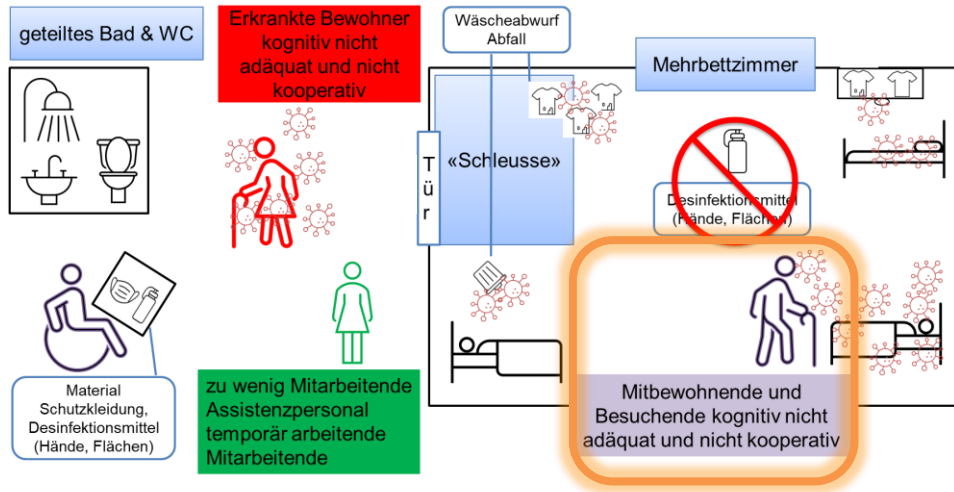 geteiltes Bad & WC
Erkrankte Bewohner
kognitiv nicht
adäquat und nicht
kooperativ
Wäscheabwurf
Abfall
Mehrbettzimmer
Tür
«Schleusse»
Desinfektionsmittel
(Hände, Flächen)
Material
Schutzkleidung,
Desinfektionsmittel
(Hände, Flächen)
zu wenig Mitarbeitende
Assistenzpersonal
temporär arbeitende
Mitarbeitende
Mitbewohnende und
Besuchende kognitiv nicht
adäquat und nicht kooperativ